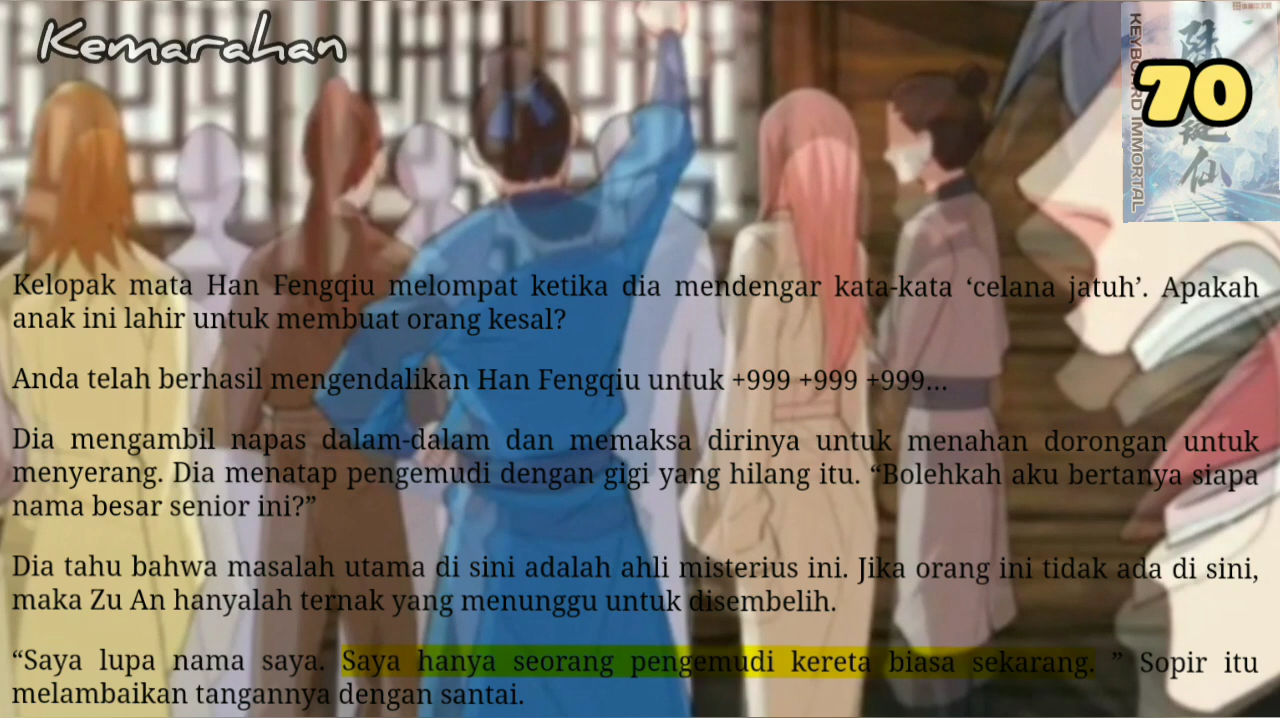 Kemarahan
70
KEYBOARD IMMORTAL
仙
Kelopak mata Han Fengqiu melompat ketika dia mendengar kata-kata ‘celana jatuh’. Apakah
anak ini lahir untuk membuat orang kesal?
Anda telah berhasil mengendalikan Han Fengqiu untuk +999 +999 +999…
Dia mengambil napas dalam-dalam dan memaksa dirinya untuk menahan dorongan untuk
menyerang. Dia menatap pengemudi dengan gigi yang hilang itu. “Bolehkah aku bertanya siapa
nama besar senior ini?”
Dia tahu bahwa masalah utama di sini adalah ahli misterius ini. Jika orang ini tidak ada di sini,
maka Zu An hanyalah ternak yang menunggu untuk disembelih.
“Saya lupa nama saya. Saya hanya seorang pengemudi kereta biasa sekarang. ” Sopir itu
melambaikan tangannya dengan santai.